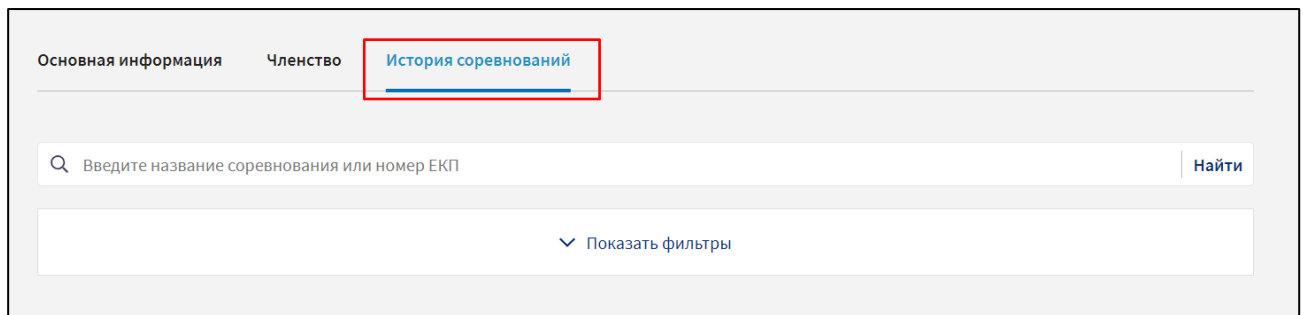 Основная информация Членство История соревнований
Введите название соревнования или номер ЕКП Найти
Показать фильтры